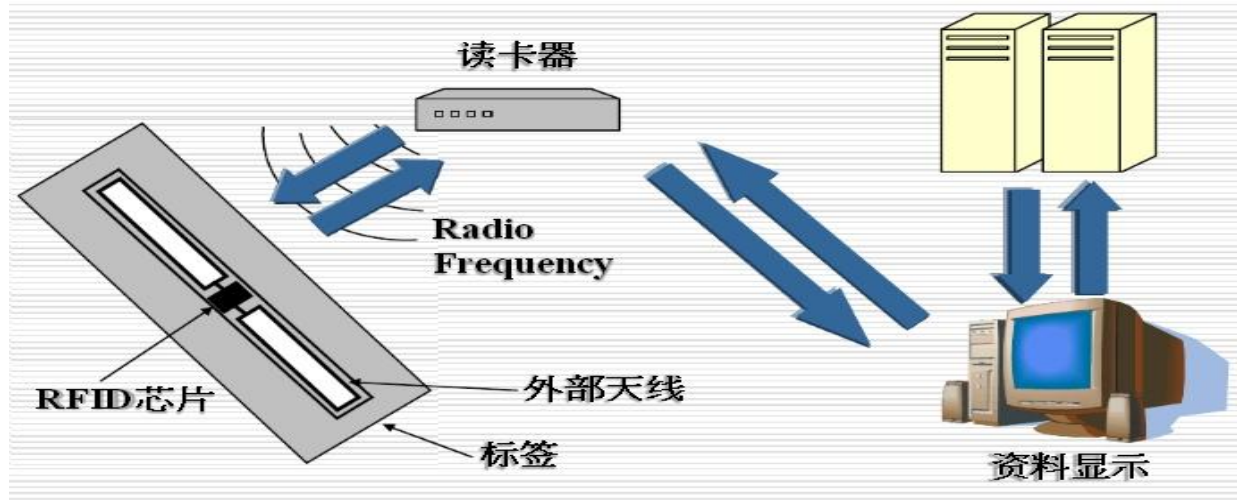 读卡器
Radio
Frequency
RFID芯片
外部天线
标签
资料显示